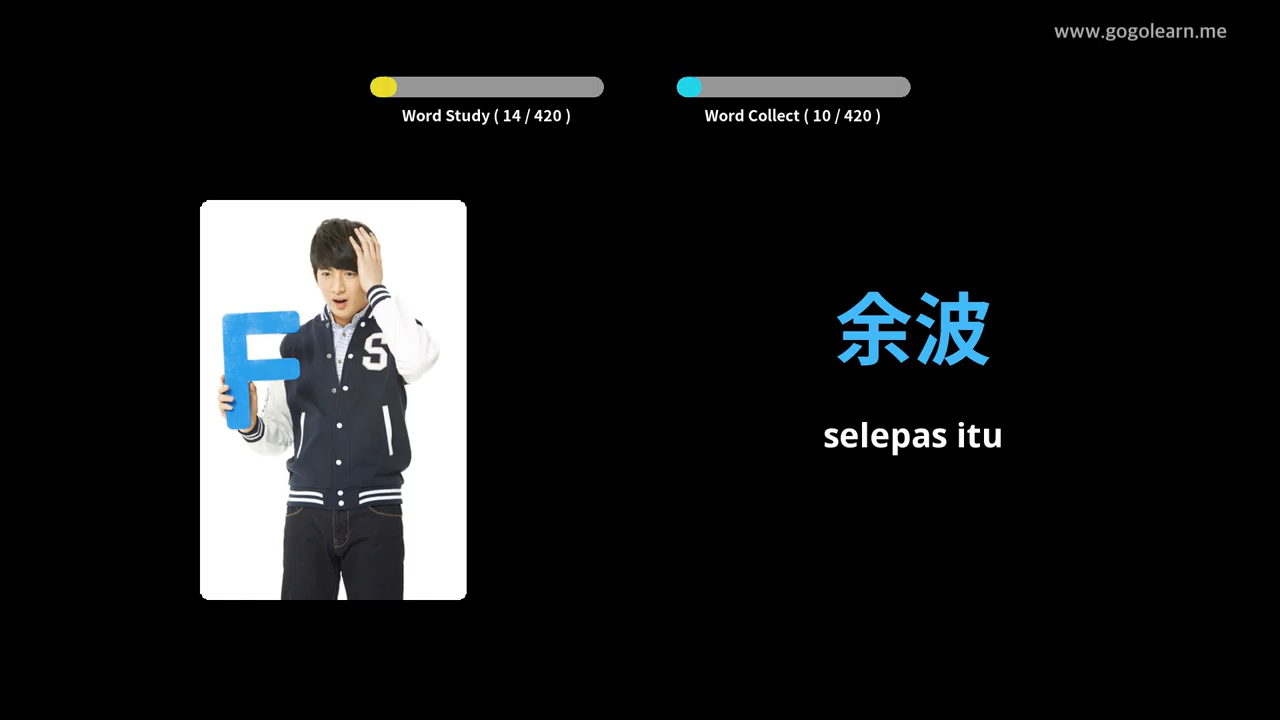 www.gogolearn.me
Word Study ( 14 / 420 )
Word Collect ( 10 / 420 )
F
S
余波
selepas itu